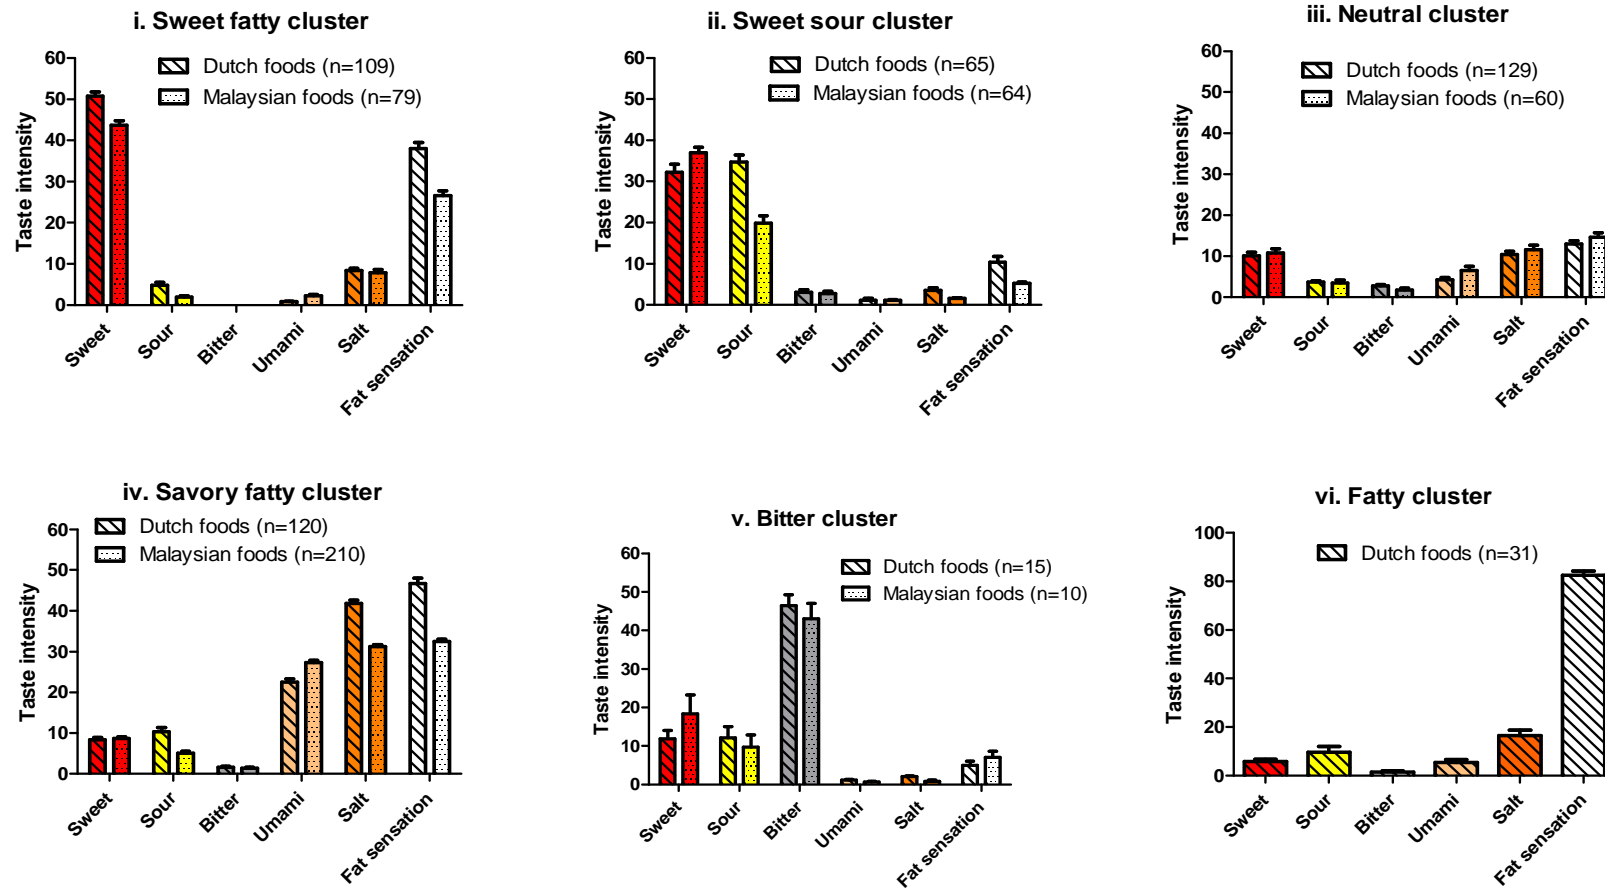 i. Sweet fatty cluster
Dutch foods (n=109)
Malaysian foods (n=79)
Taste intensity
60
50
40
30
20
10
0
Sweet
Sour
Bitter
Umami
Salt
Fat sensation
ii. Sweet sour cluster
Dutch foods (n=65)
Malaysian foods (n=64)
Taste intensity
60
50
40
30
20
10
0
Sweet
Sour
Bitter
Umami
Salt
Fat sensation
iii. Neutral cluster
Dutch foods (n=129)
Malaysian foods (n=60)
Taste intensity
60
50
40
30
20
10
0
Sweet
Sour
Bitter
Umami
Salt
Fat sensation
iv. Savory fatty cluster
Dutch foods (n=120)
Malaysian foods (n=210)
Taste intensity
60
50
40
30
20
10
0
Sweet
Sour
Bitter
Umami
Salt
Fat sensation
v. Bitter cluster
Dutch foods (n=15)
Malaysian foods (n=10)
Taste intensity
60
50
40
30
20
10
0
Sweet
Sour
Bitter
Umami
Salt
Fat sensation
vi. Fatty cluster
Dutch foods (n=31)
Taste intensity
100
80
60
40
20
0
Sweet
Sour
Bitter
Umami
Salt
Fat sensation